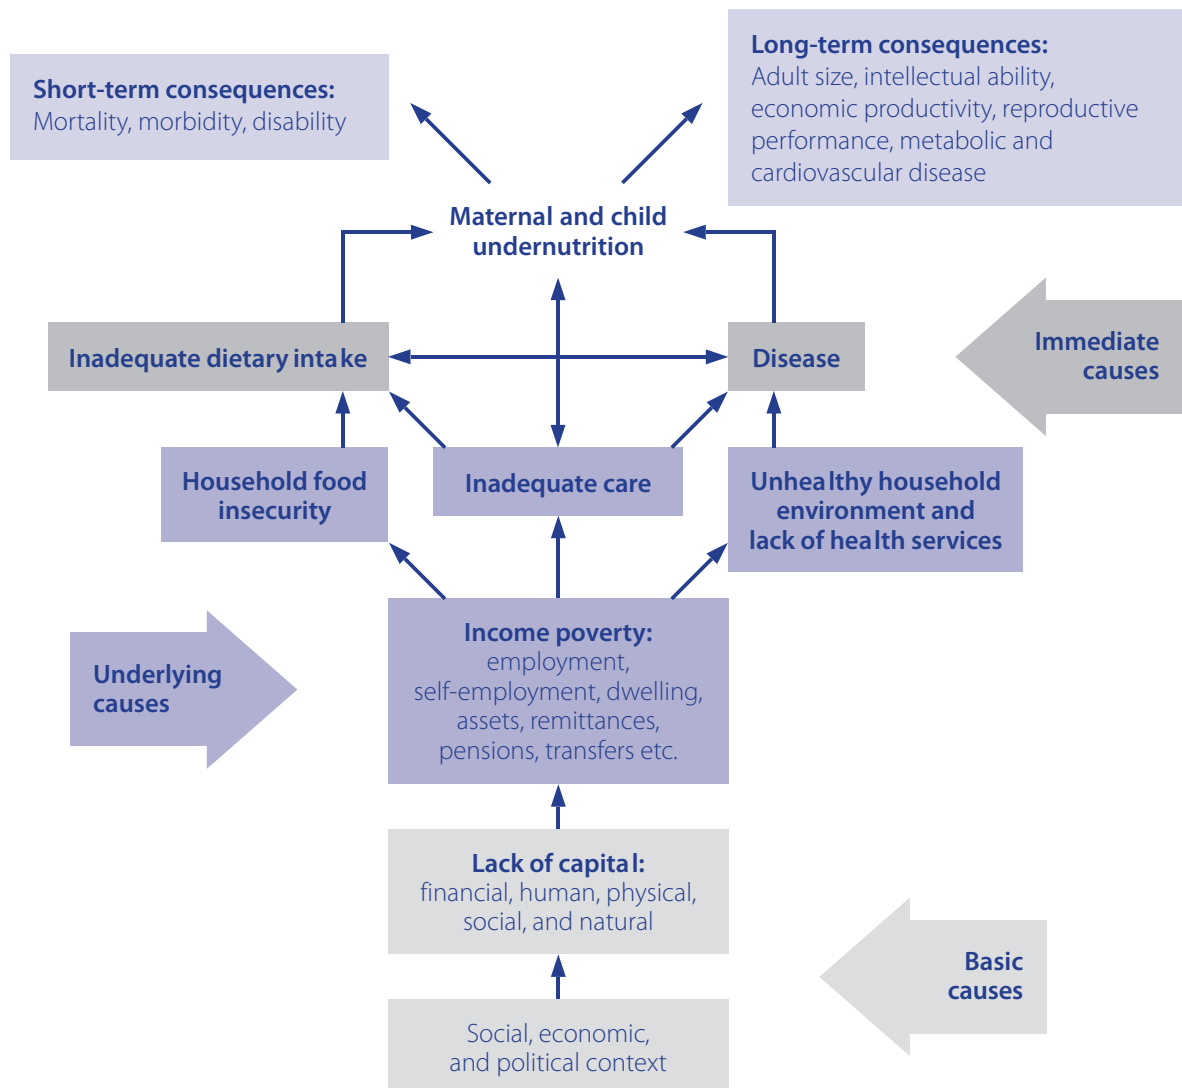 Short-term consequences:
Mortality, morbidity, disability
Long-term consequences:
Adult size, intellectual ability,
economic productivity, reproductive
performance, metabolic and
cardiovascular disease
Maternal and child
undernutrition
Inadequate dietary intake
Disease
Immediate
causes
Household food
insecurity
Inadequate care
Unhealthy household
environment and
lack of health services
Underlying
causes
Income poverty:
employment,
self-employment, dwelling,
assets, remittances,
pensions, transfers etc.
Lack of capital:
financial, human, physical,
social, and natural
Basic
causes
Social, economic,
and political context